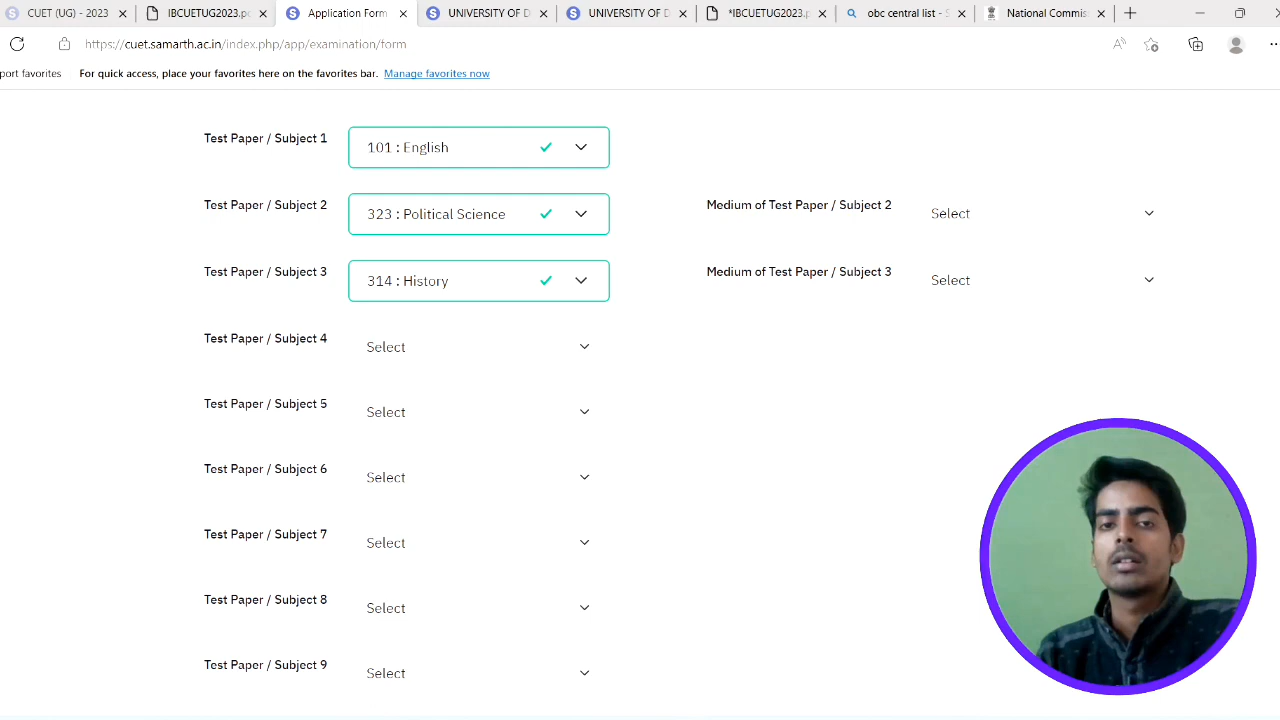 CUET (UG) - 2023
IBCUETUG2023.pd
Application Form
UNIVERSITY OF D
UNIVERSITY OF D
*IBCUETUG2023.p
obc central list - S
National Commiss
https://cuet.samarth.ac.in/index.php/app/examination/form
port favorites
For quick access, place your favorites here on the favorites bar. Manage favorites now
Test Paper / Subject 1
101 : English
Test Paper / Subject 2
323 : Political Science
Medium of Test Paper / Subject 2
Select
Test Paper / Subject 3
314 : History
Medium of Test Paper / Subject 3
Select
Test Paper / Subject 4
Select
Test Paper / Subject 5
Select
Test Paper / Subject 6
Select
Test Paper / Subject 7
Select
Test Paper / Subject 8
Select
Test Paper / Subject 9
Select